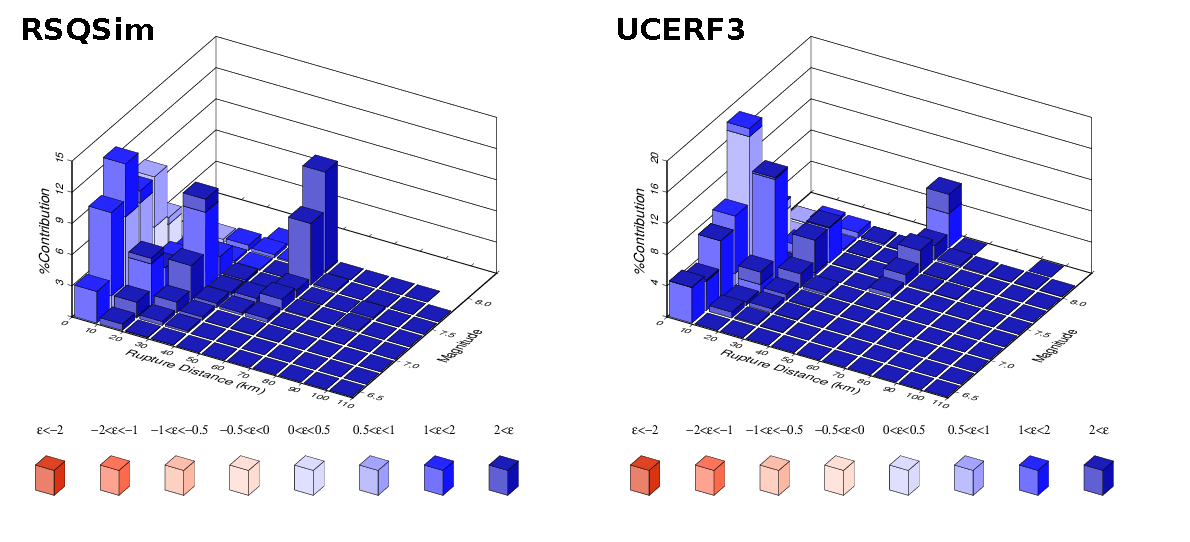 RSQSim
%Contribution
15
12
9
6
3
0
10
20
30
40
50
60
70
80
90
100
110
Rupture Distance (km)
6.5
7.0
7.5
8.0
Magnitude
ε<−2
−2<ε<−1
−1<ε<−0.5
−0.5<ε<0
0<ε<0.5
0.5<ε<1
1<ε<2
2<ε
UCERF3
%Contribution
20
16
12
8
4
0
10
20
30
40
50
60
70
80
90
100
110
Rupture Distance (km)
6.5
7.0
7.5
8.0
Magnitude
ε<−2
−2<ε<−1
−1<ε<−0.5
−0.5<ε<0
0<ε<0.5
0.5<ε<1
1<ε<2
2<ε